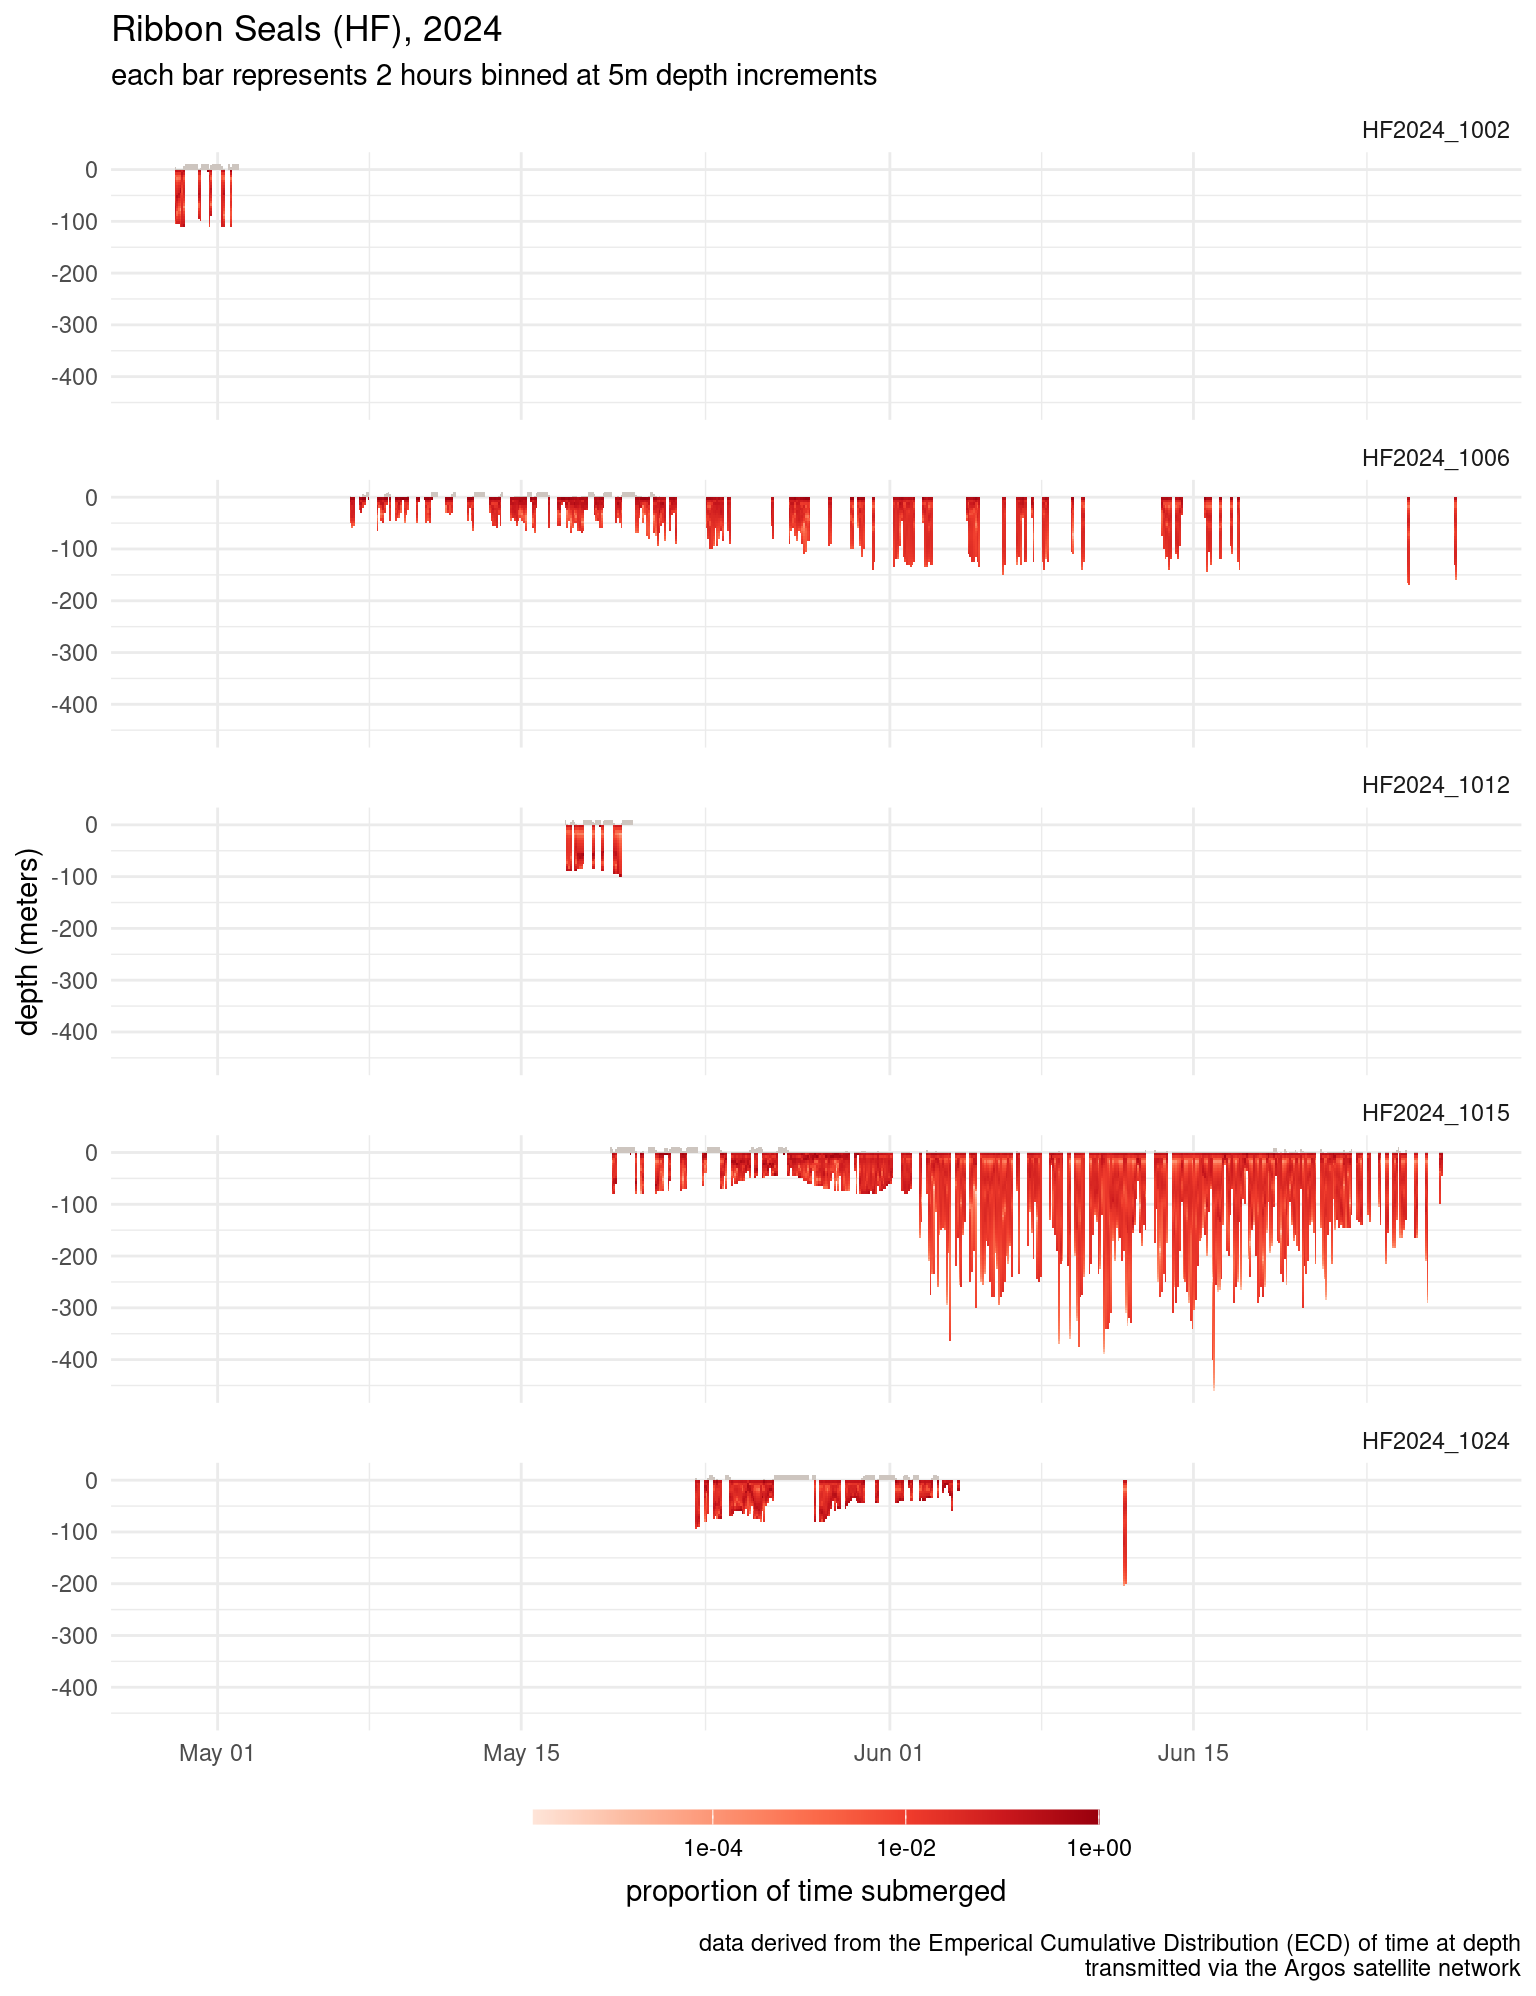 Ribbon Seals (HF), 2024
each bar represents 2 hours binned at 5m depth increments
HF2024_1002
0
-100
-200
-300
-400
HF2024_1006
0
-100
-200
-300
-400
HF2024_1012
0
-100
-200
-300
-400
depth (meters)
HF2024_1015
0
-100
-200
-300
-400
HF2024_1024
0
-100
-200
-300
-400
May 01 May 15 Jun 01 Jun 15
1e-04 1e-02 1e+00
proportion of time submerged
data derived from the Emperical Cumulative Distribution (ECD) of time at depth
transmitted via the Argos satellite network